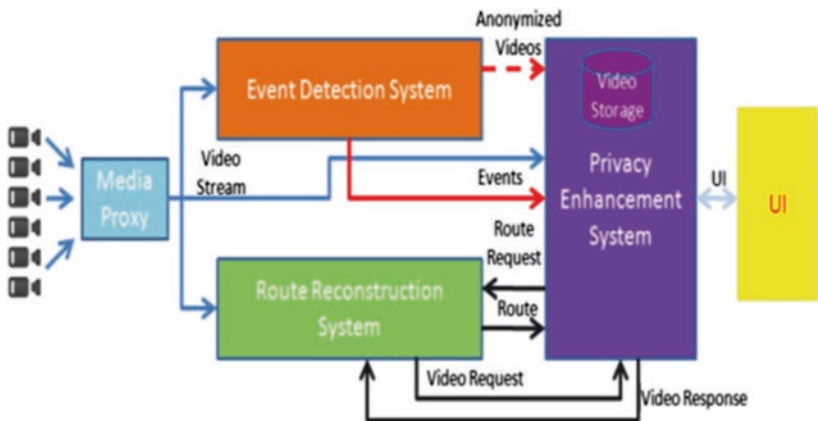 Anonymized
Videos
Event Detection System
Video
Storage
Media
Proxy
Video
Stream
Events
Privacy
Enhancement
System
UI
UI
Route
Request
Route Reconstruction
System
Route
Video Request
Video Response